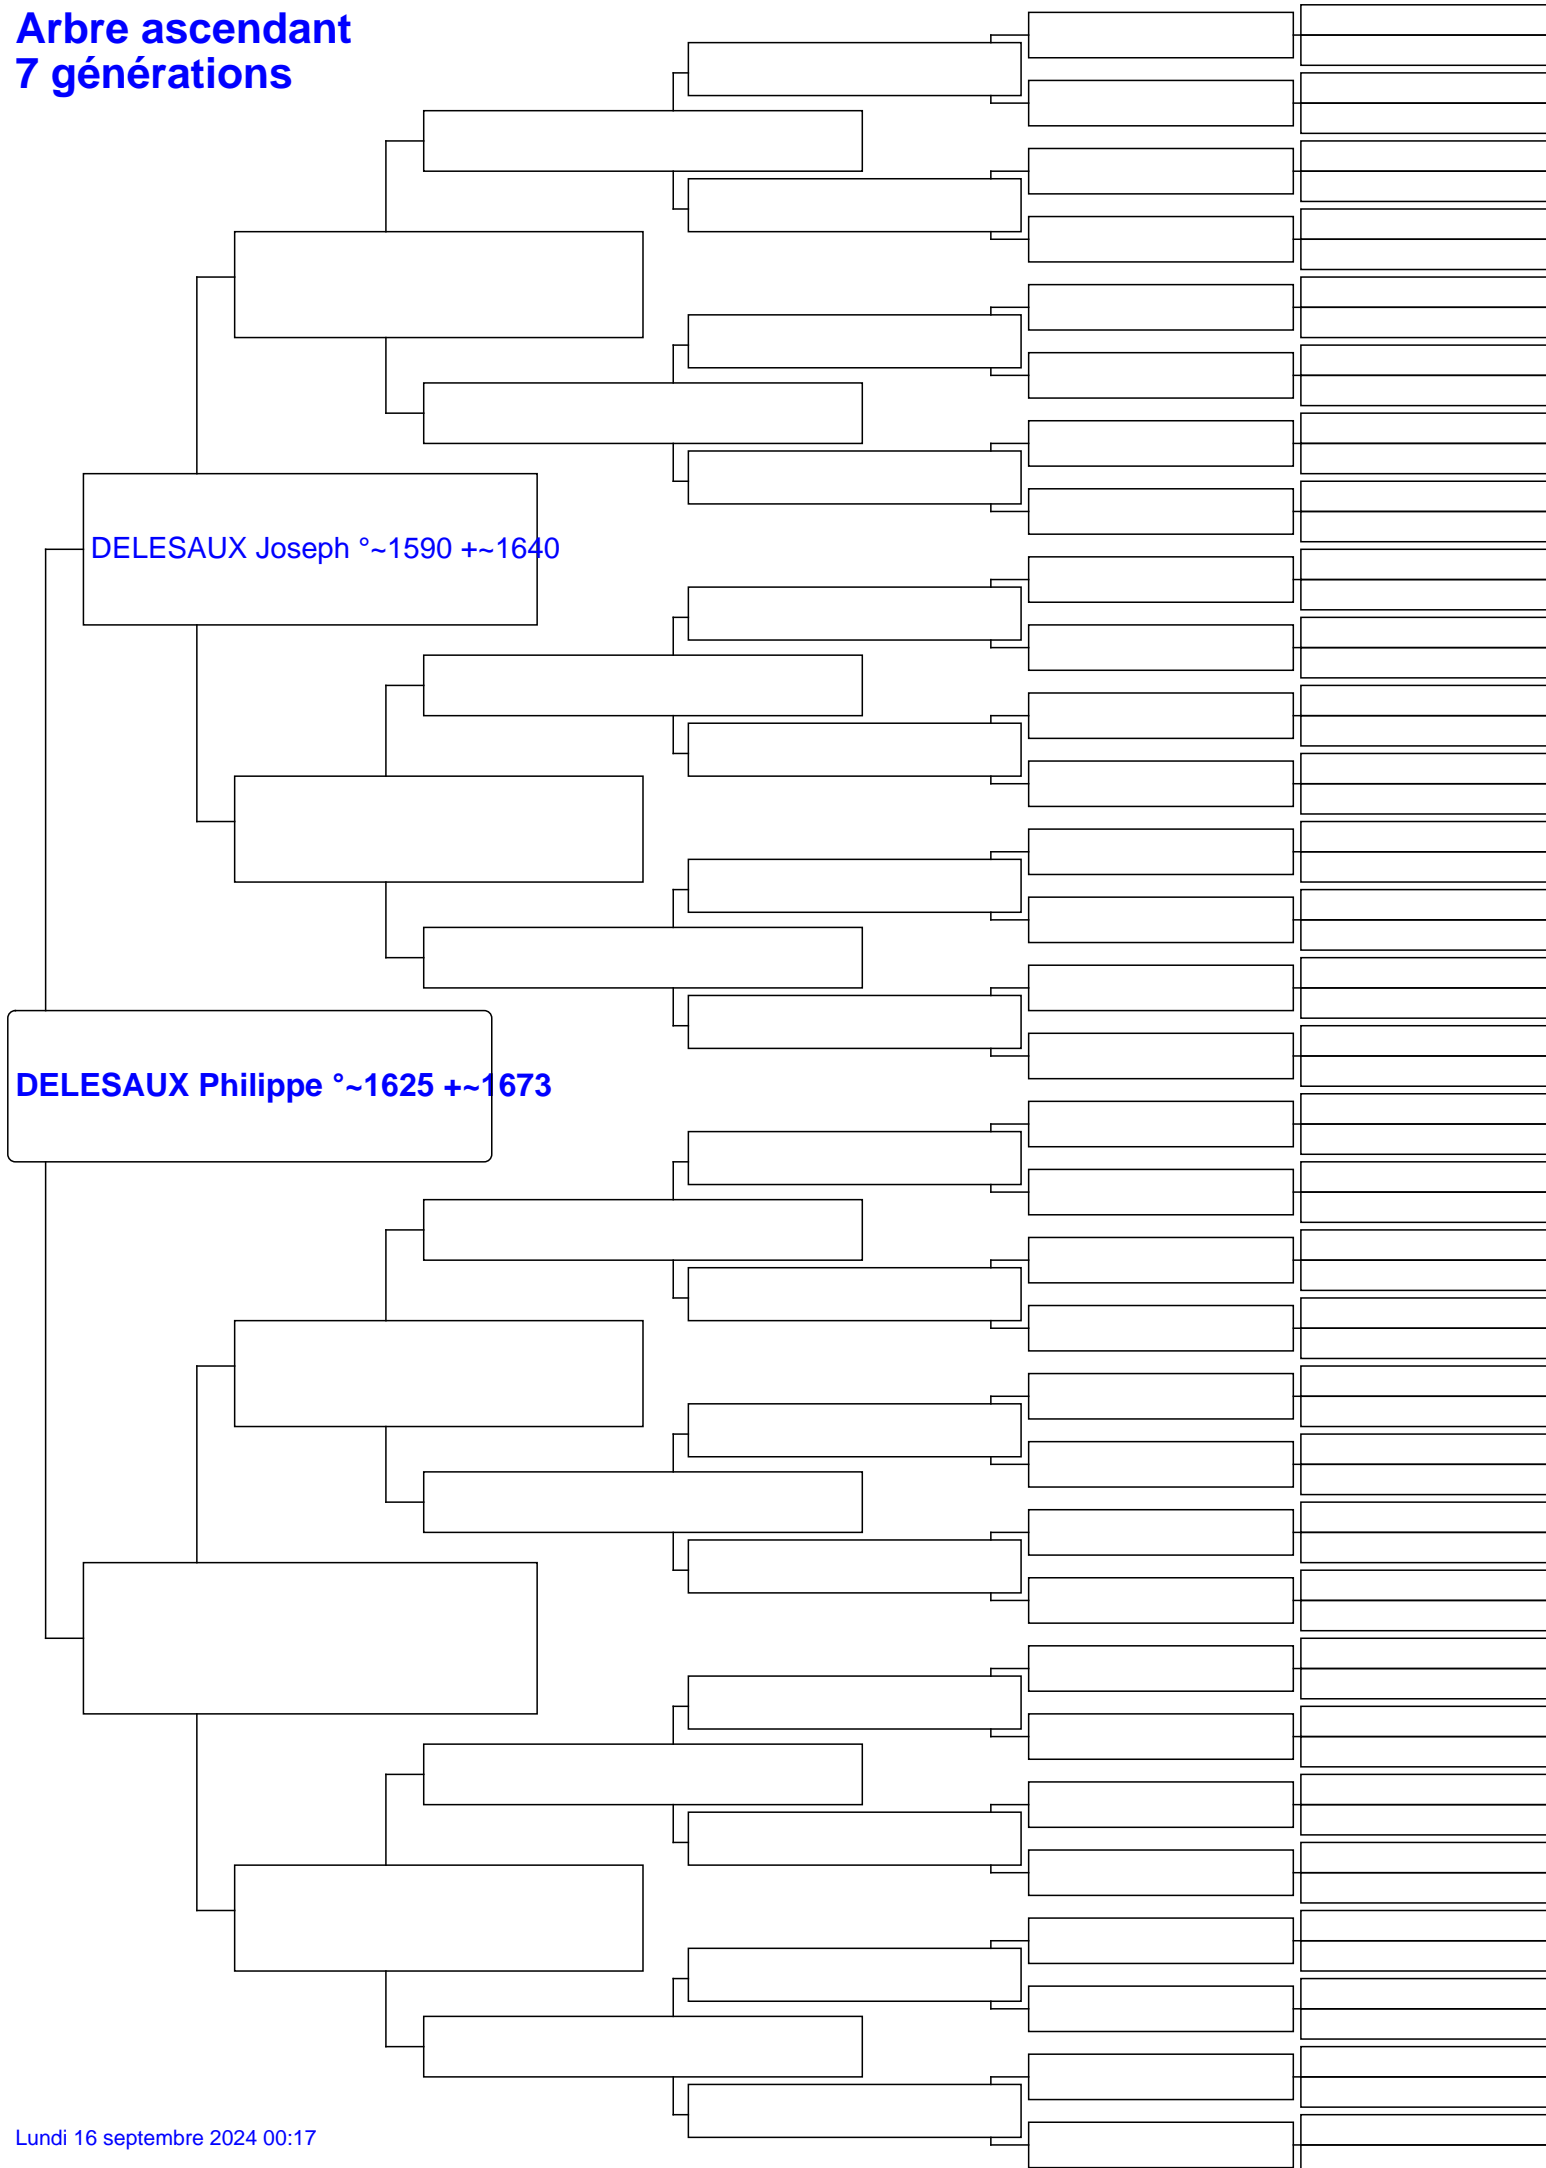 Arbre ascendant
7 générations
DELESAUX Joseph °~1590 +~1640
DELESAUX Philippe °~1625 +~1673
Lundi 16 septembre 2024 00:17